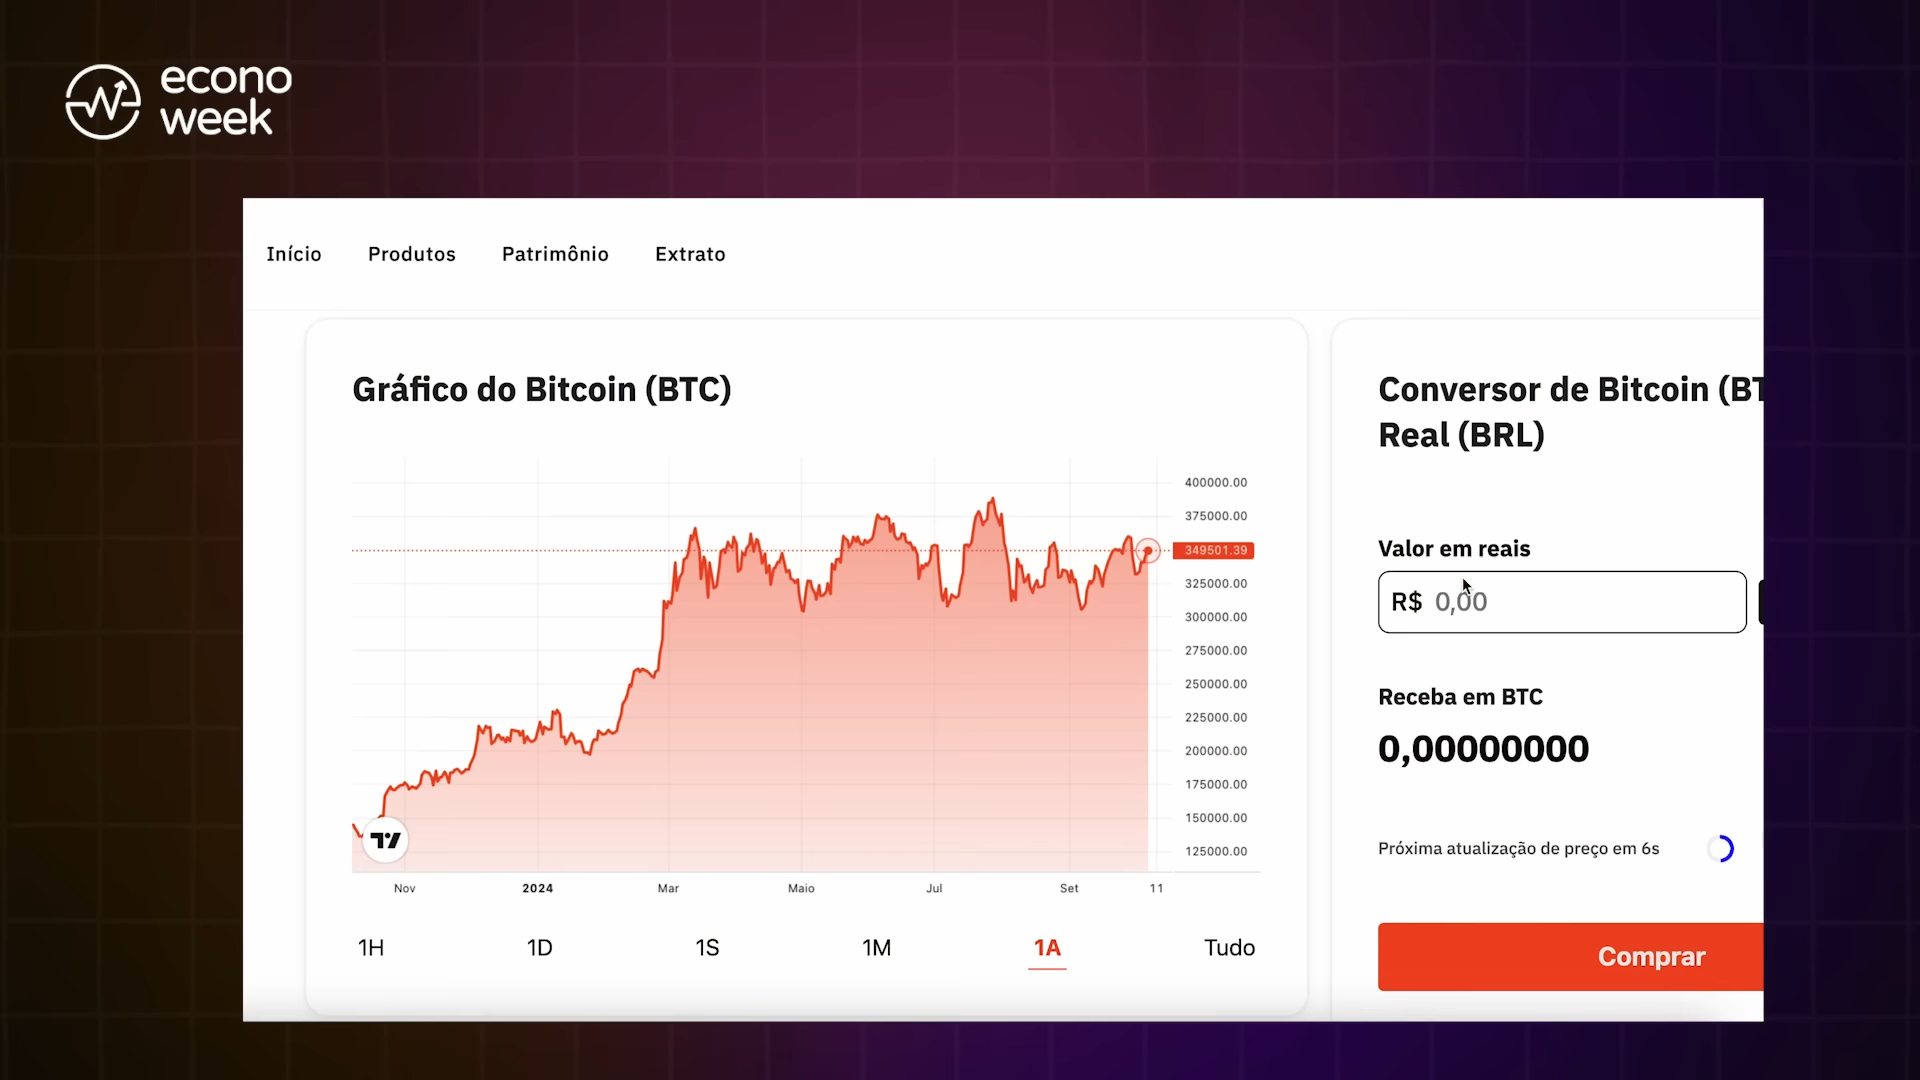 econo
week
Início Produtos Patrimônio Extrato
Gráfico do Bitcoin (BTC)
400000.00
375000.00
349501.39
325000.00
300000.00
275000.00
250000.00
225000.00
200000.00
175000.00
150000.00
125000.00
Nov 2024 Mar Maio Jul Set 11
1H 1D 1S 1M 1A Tudo
Conversor de Bitcoin (BT
Real (BRL)
Valor em reais
R$ 0,00
Receba em BTC
0,00000000
Próxima atualização de preço em 6s
Comprar